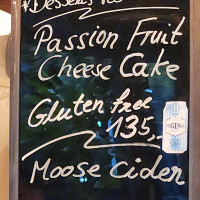 Desserts
Passion Fruit
Cheese Cake
Gluten free
135,-
Moose Cider